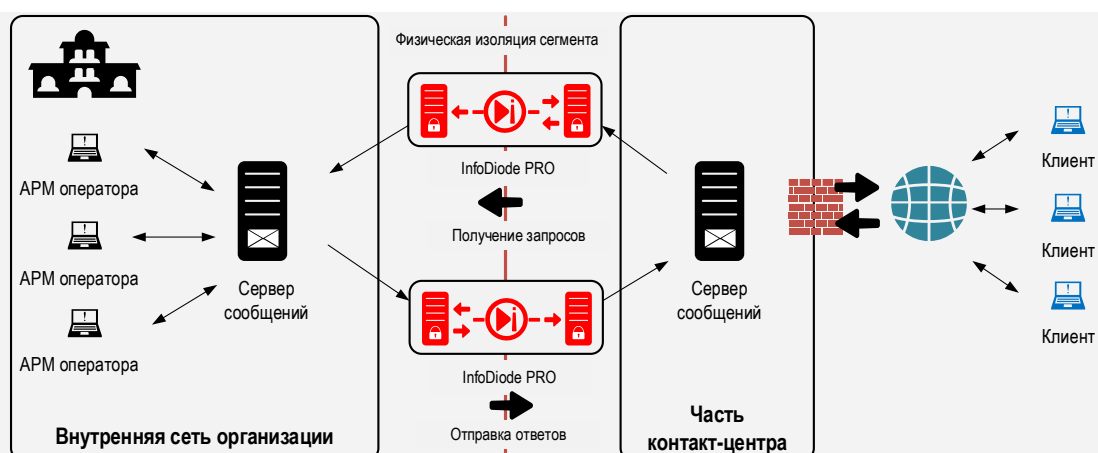 Физическая изоляция сегмента
InfoDiode PRO
Получение запросов
InfoDiode PRO
Отправка ответов
АРМ оператора
АРМ оператора
АРМ оператора
Сервер
сообщений
Внутренняя сеть организации
Сервер
сообщений
Часть
контакт-центра
Клиент
Клиент
Клиент